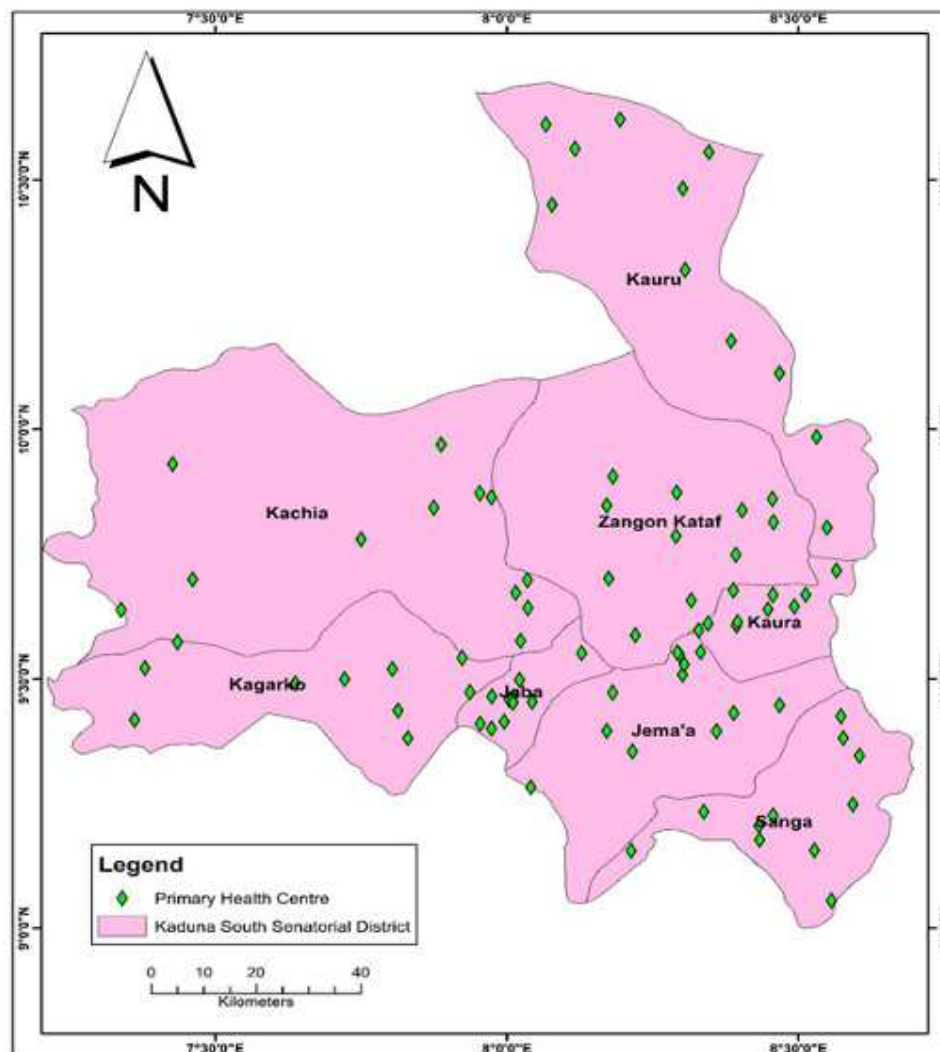 7°30'0"E 8°0'0"E 8°30'0"E
N
10°30'0"N
Kauru
10°0'0"N
Kachia
Zangon Kataf
Kaura
9°30'0"N
Kagarko
Jaba
Jema'a
Sanga
Legend
Primary Health Centre
Kaduna South Senatorial District
9°0'0"N
0 10 20 40
Kilometers
7°30'0"E 8°0'0"E 8°30'0"E